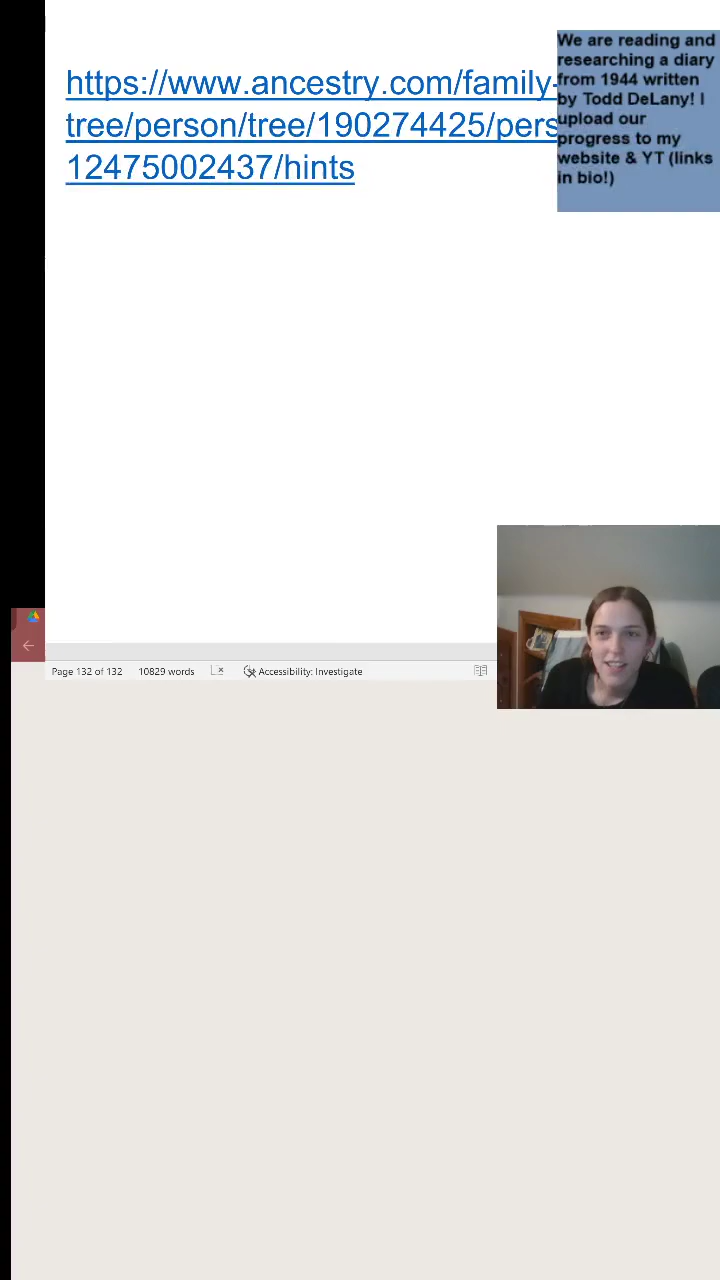 https://www.ancestry.com/family-
tree/person/tree/190274425/pers
12475002437/hints
We are reading and
researching a diary
from 1944 written
by Todd DeLany! I
upload our
progress to my
website & YT (links
in bio!)
Page 132 of 132 10829 words Accessibility: Investigate